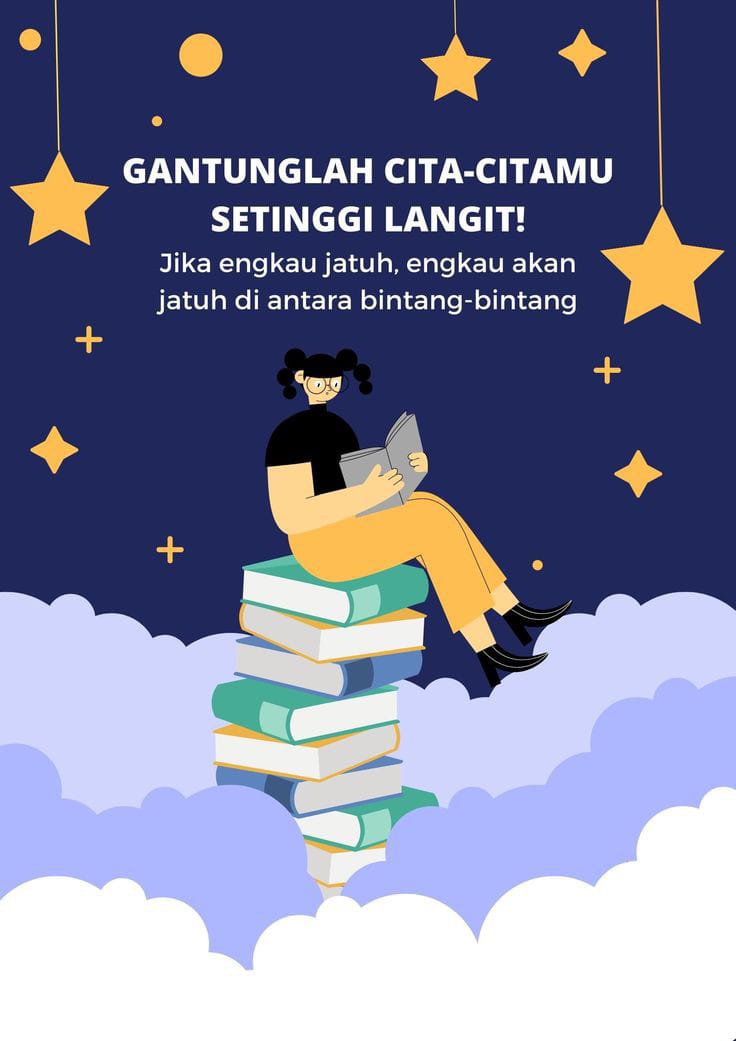 GANTUNGLAH CITA-CITAMU
SETINGGI LANGIT!
Jika engkau jatuh, engkau akan
jatuh di antara bintang-bintang